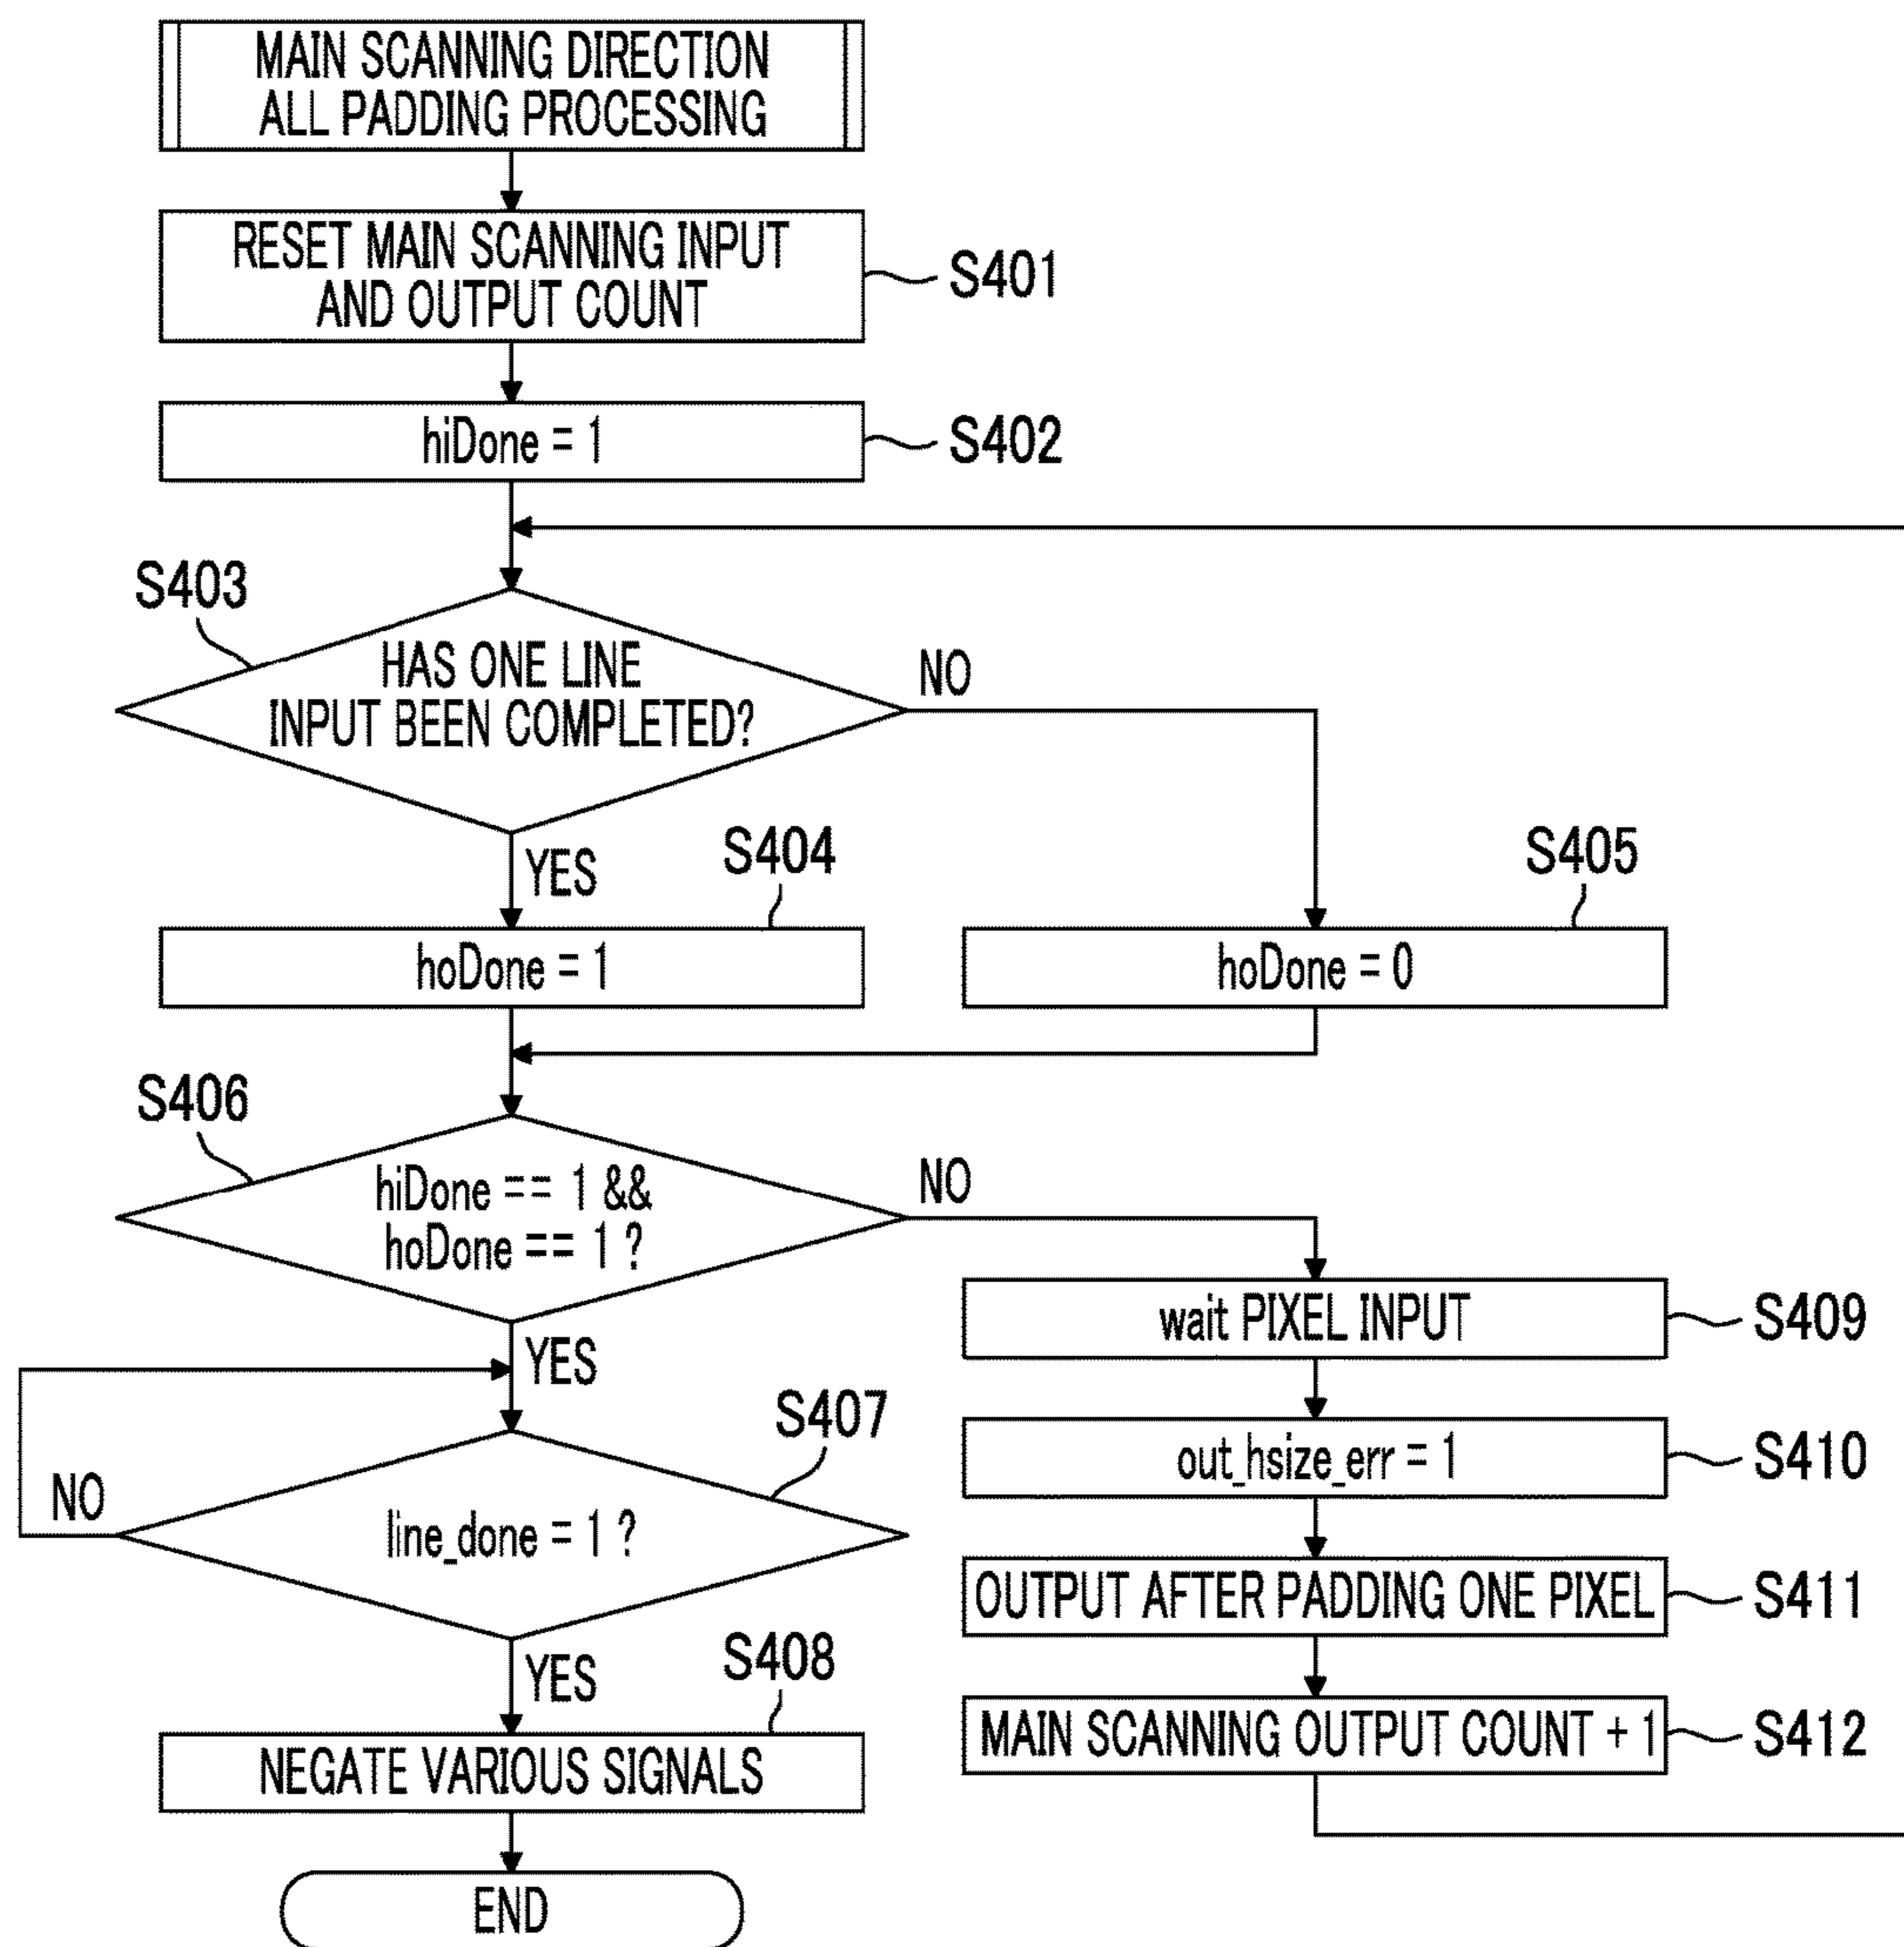 MAIN SCANNING DIRECTION
ALL PADDING PROCESSING
RESET MAIN SCANNING INPUT
AND OUTPUT COUNT
S401
hiDone = 1
S402
S403
HAS ONE LINE
INPUT BEEN COMPLETED?
NO
YES
S404
S405
hoDone = 1
hoDone = 0
S406
hiDone == 1 &&
hoDone == 1 ?
NO
YES
wait PIXEL INPUT
S409
S407
NO
line_done = 1 ?
out_hsize_err = 1
S410
OUTPUT AFTER PADDING ONE PIXEL
S411
YES
S408
MAIN SCANNING OUTPUT COUNT + 1
S412
NEGATE VARIOUS SIGNALS
END